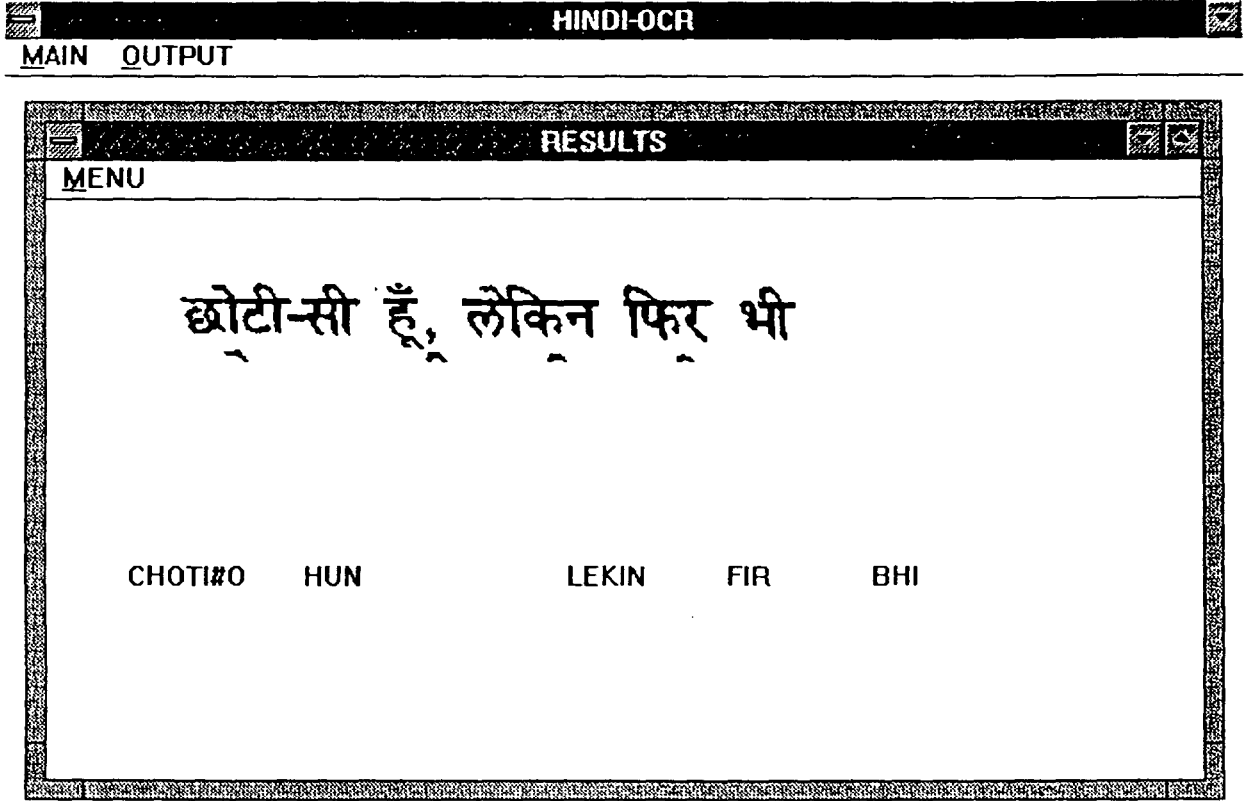 HINDI-OCR
MAIN OUTPUT
RESULTS
MENU
छोटी-सी हूँ, लेकिन फिर भी
CHOTI#O HUN LEKIN FIR BHI